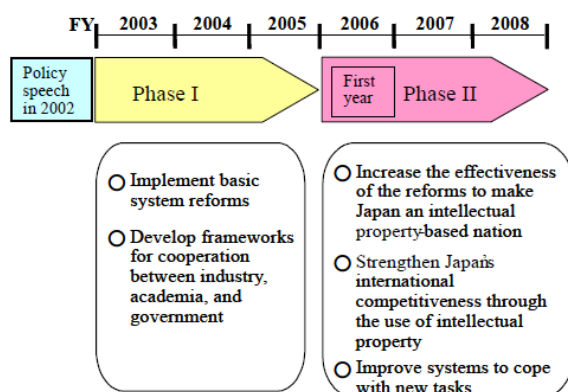 FY 2003 2004 2005 2006 2007 2008
Policy
speech
in 2002
Phase I
First
year
Phase II
Implement basic
system reforms
Develop frameworks
for cooperation
between industry,
academia, and
government
Increase the effectiveness
of the reforms to make
Japan an intellectual
property-based nation
Strengthen Japan's
international
competitiveness through
the use of intellectual
property
Improve systems to cope
with new tasks